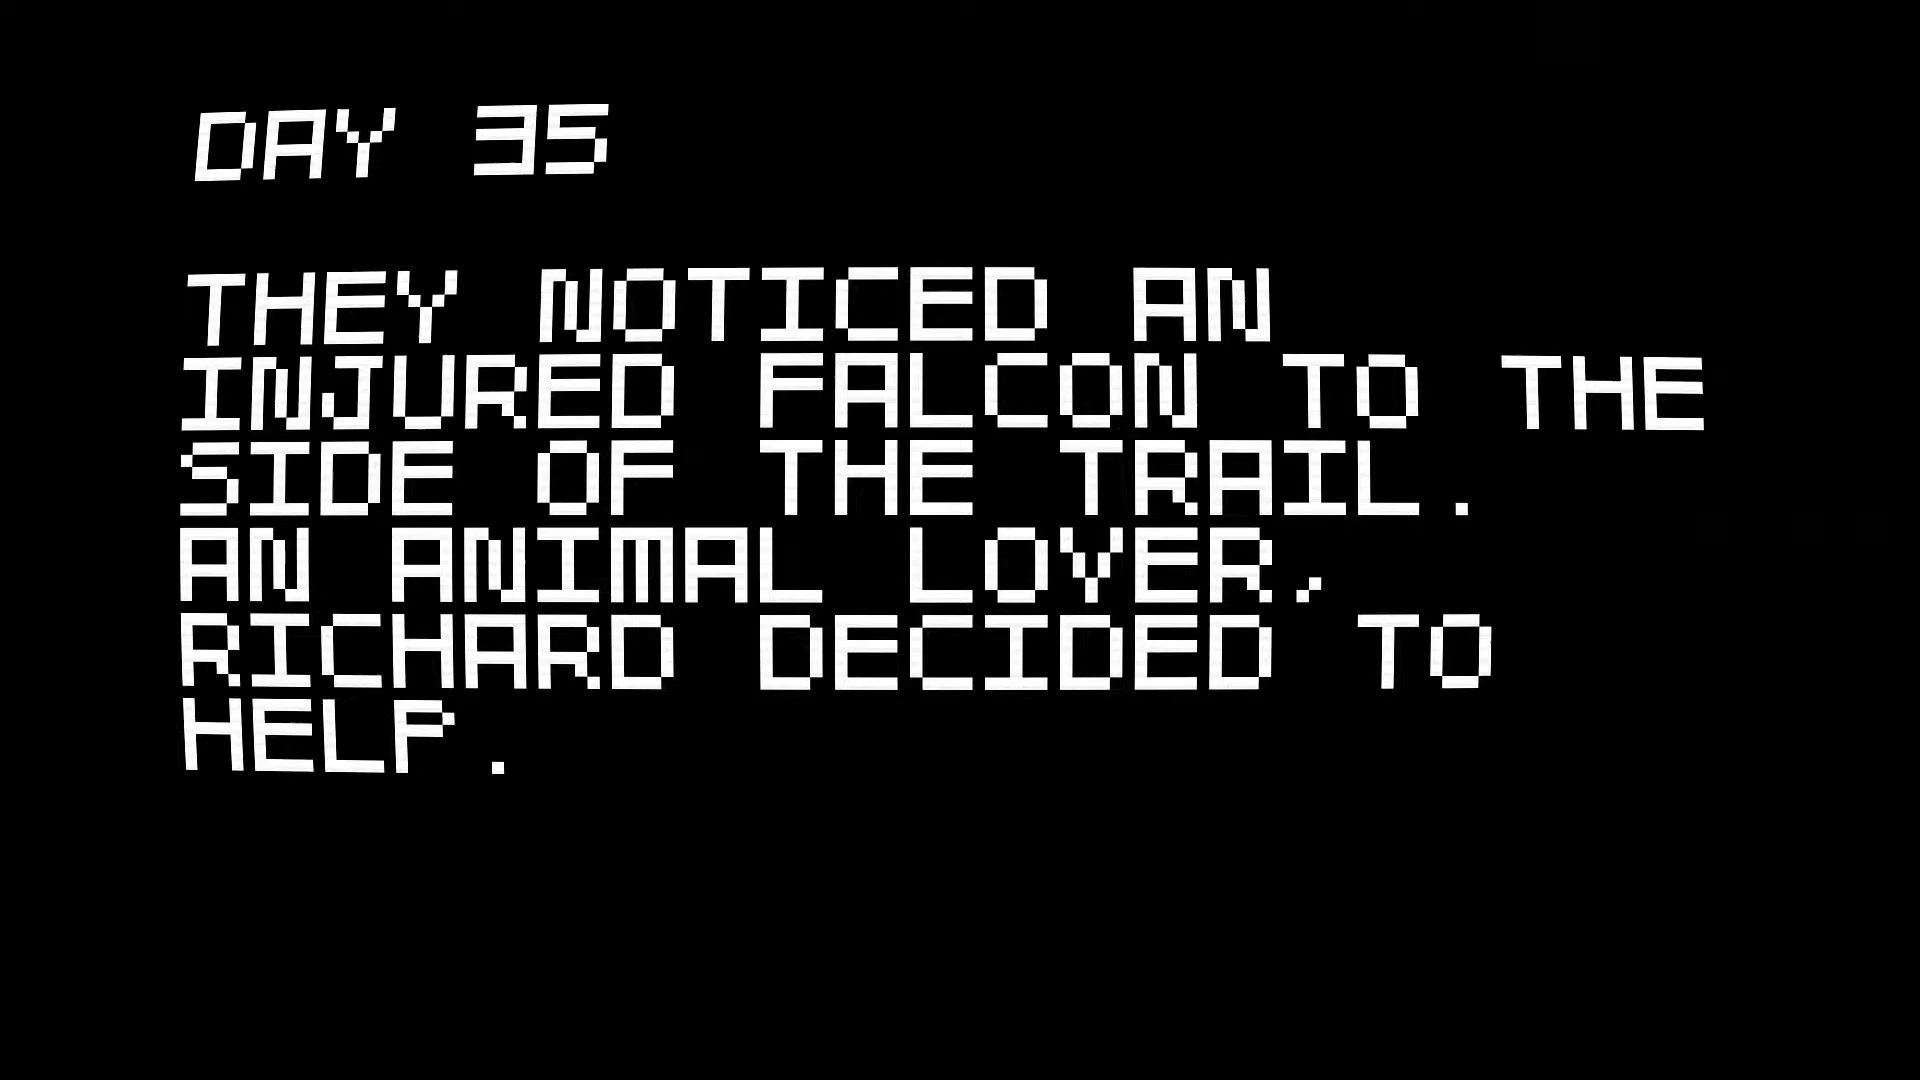 DAY 35
THEY NOTICED AN
INJURED FALCON TO THE
SIDE OF THE TRAIL.
AN ANIMAL LOVER,
RICHARD DECIDED TO
HELP.